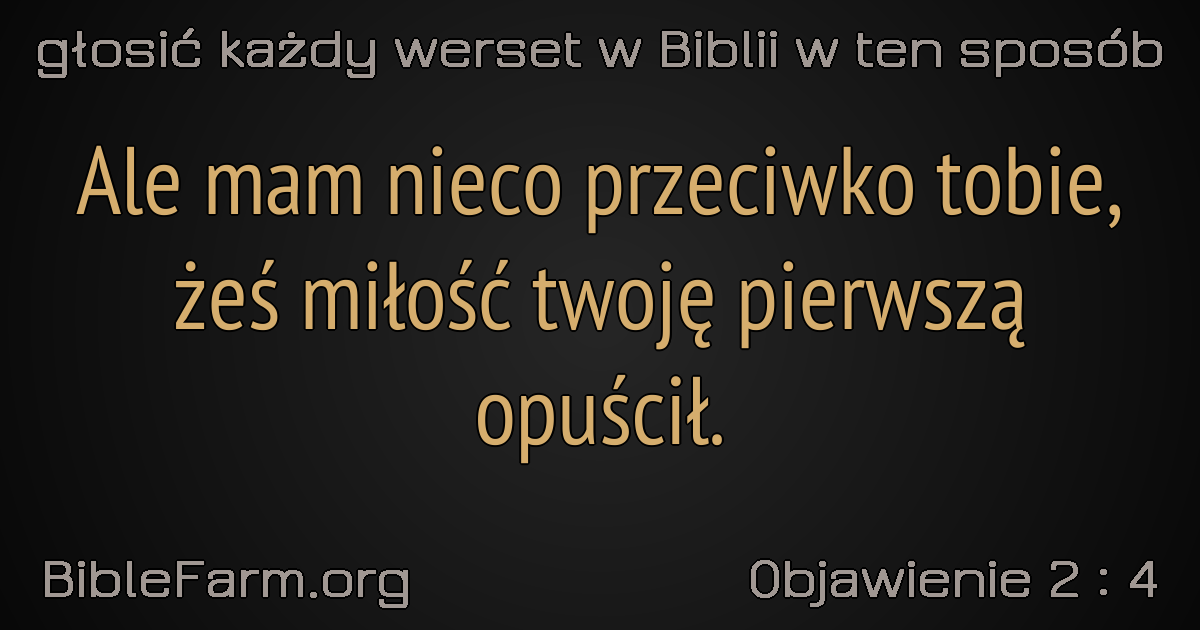 głosić każdy werset w Biblii w ten sposób
Ale mam nieco przeciwko tobie,
żeś miłość twoję pierwszą
opuścił.
BibleFarm.org
Objawienie 2 : 4